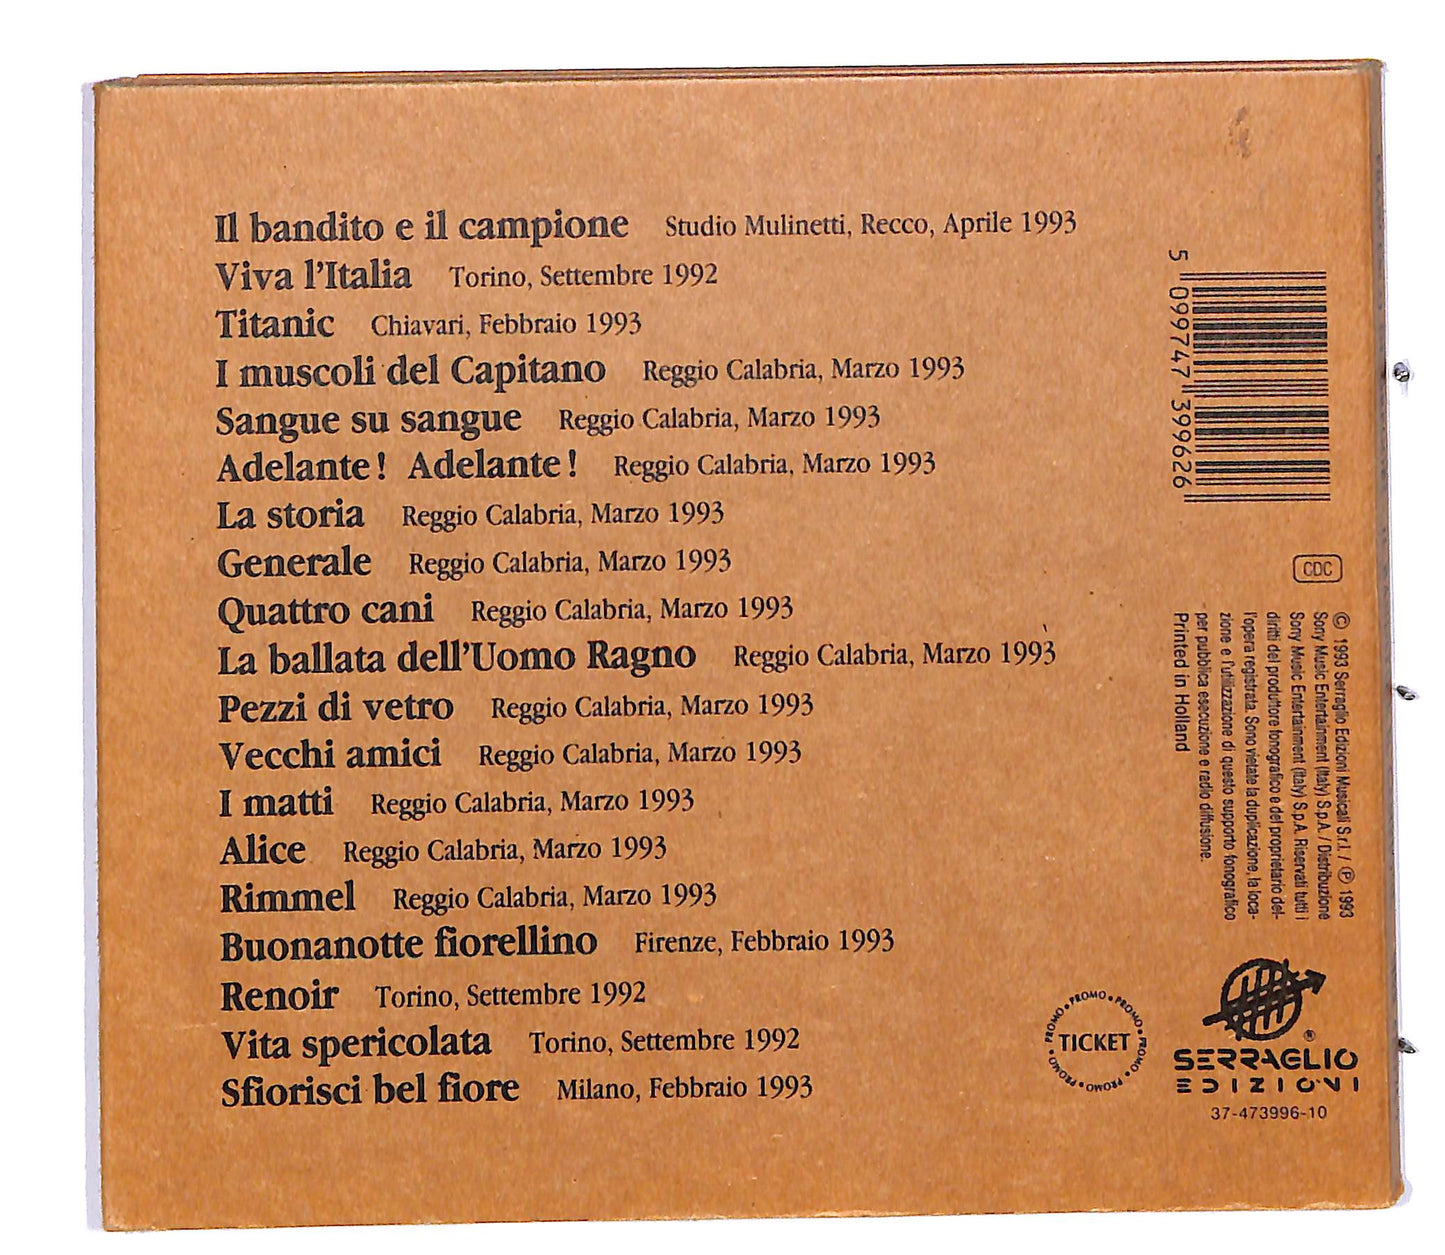 Il bandito e il campione Studio Mulinetti, Recco, Aprile 1993
Viva l'Italia Torino, Settembre 1992
Titanic Chiavari, Febbraio 1993
I muscoli del Capitano Reggio Calabria, Marzo 1993
Sangue su sangue Reggio Calabria, Marzo 1993
Adelante! Adelante! Reggio Calabria, Marzo 1993
La storia Reggio Calabria, Marzo 1993
Generale Reggio Calabria, Marzo 1993
Quattro cani Reggio Calabria, Marzo 1993
La ballata dell'Uomo Ragno Reggio Calabria, Marzo 1993
Pezzi di vetro Reggio Calabria, Marzo 1993
Vecchi amici Reggio Calabria, Marzo 1993
I matti Reggio Calabria, Marzo 1993
Alice Reggio Calabria, Marzo 1993
Rimmel Reggio Calabria, Marzo 1993
Buonanotte fiorellino Firenze, Febbraio 1993
Renoir Torino, Settembre 1992
Vita spericolata Torino, Settembre 1992
Sfiorisci bel fiore Milano, Febbraio 1993
5 099747 399626
CDC
© 1993 Serraglio Edizioni Musicali S.r.l. / ℗ 1993
Sony Music Entertainment (Italy) S.p.A. / Distribuzione
Sony Music Entertainment (Italy) S.p.A. Riservati tutti i
diritti del produttore fonografico e del proprietario del-
l'opera registrata. Sono vietate la duplicazione, la loca-
zione e l'utilizzazione di questo supporto fonografico
per pubblica esecuzione e radio diffusione.
Printed in Holland
PROMO • PROMO • PROMO • PROMO • PROMO • PROMO • PROMO •
TICKET
SERRAGLIO®
EDIZIONI
37-473996-10